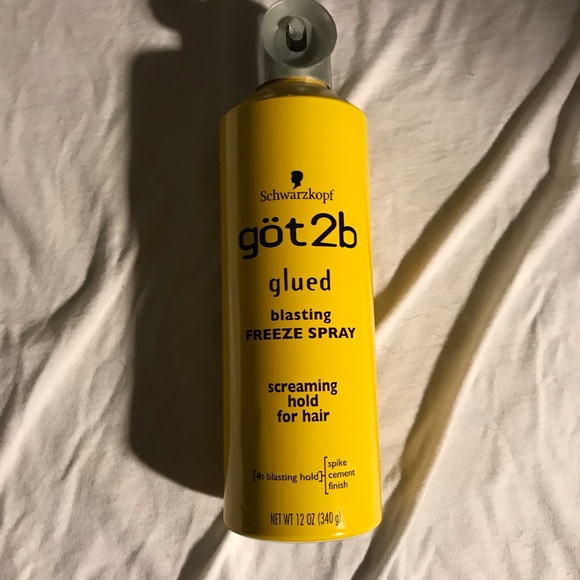 Schwarzkopf
göt2b
glued
blasting
FREEZE SPRAY
screaming
hold
for hair
[4: blasting hold]
spike
cement
finish
NET WT 12 OZ (340 g)